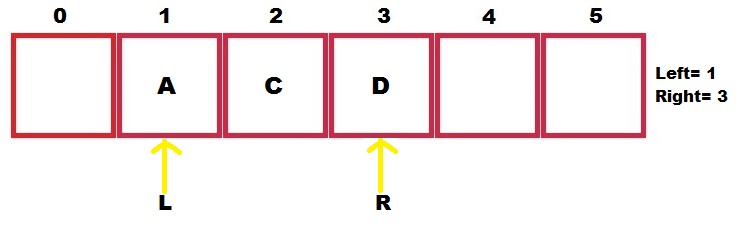 0 1 2 3 4 5
A C D
Left= 1
Right= 3
L R